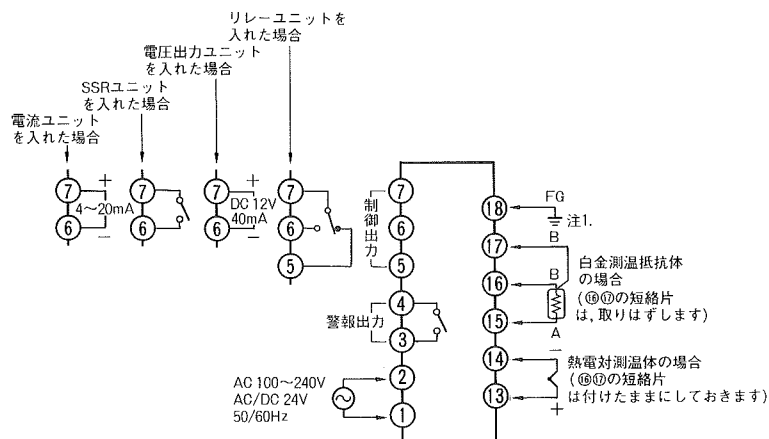 リレーユニットを
入れた場合
電圧出力ユニット
を入れた場合
SSRユニット
を入れた場合
電流ユニット
を入れた場合
+
7
4～20mA
6
−
7
6
+
7
DC 12V
40mA
6
−
7
6
5
7
6
5
制御出力
4
3
警報出力
2
1
AC 100～240V
AC/DC 24V
50/60Hz
18
FG
注1.
17
B
16
B
15
A
白金測温抵抗体
の場合
(⑯⑰の短絡片
は,取りはずします)
14
−
13
+
熱電対測温体の場合
(⑯⑰の短絡片
は付けたままにしておきます)